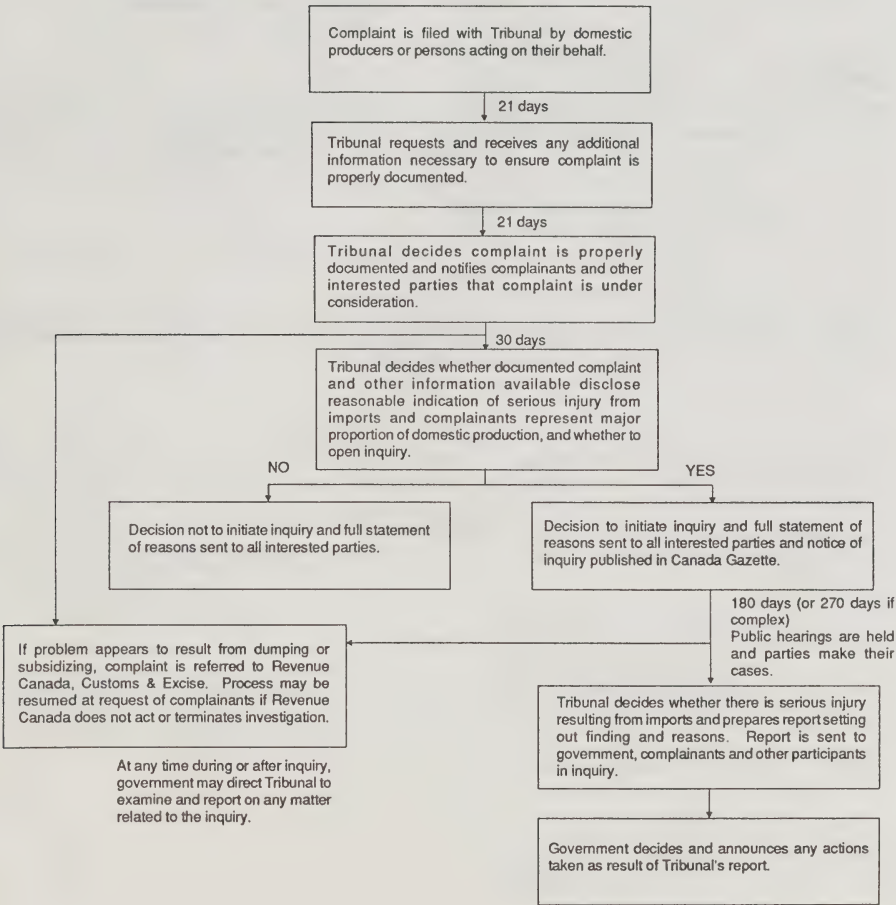 Complaint is filed with Tribunal by domestic
producers or persons acting on their behalf.
21 days
Tribunal requests and receives any additional
information necessary to ensure complaint is
properly documented.
21 days
Tribunal decides complaint is properly
documented and notifies complainants and other
interested parties that complaint is under
consideration.
30 days
Tribunal decides whether documented complaint
and other information available disclose
reasonable indication of serious injury from
imports and complainants represent major
proportion of domestic production, and whether to
open inquiry.
NO
YES
Decision not to initiate inquiry and full statement
of reasons sent to all interested parties.
Decision to initiate inquiry and full statement of
reasons sent to all interested parties and notice of
inquiry published in Canada Gazette.
180 days (or 270 days if
complex)
Public hearings are held
and parties make their
cases.
If problem appears to result from dumping or
subsidizing, complaint is referred to Revenue
Canada, Customs & Excise. Process may be
resumed at request of complainants if Revenue
Canada does not act or terminates investigation.
Tribunal decides whether there is serious injury
resulting from imports and prepares report setting
out finding and reasons. Report is sent to
government, complainants and other participants
in inquiry.
At any time during or after inquiry,
government may direct Tribunal to
examine and report on any matter
related to the inquiry.
Government decides and announces any actions
taken as result of Tribunal's report.